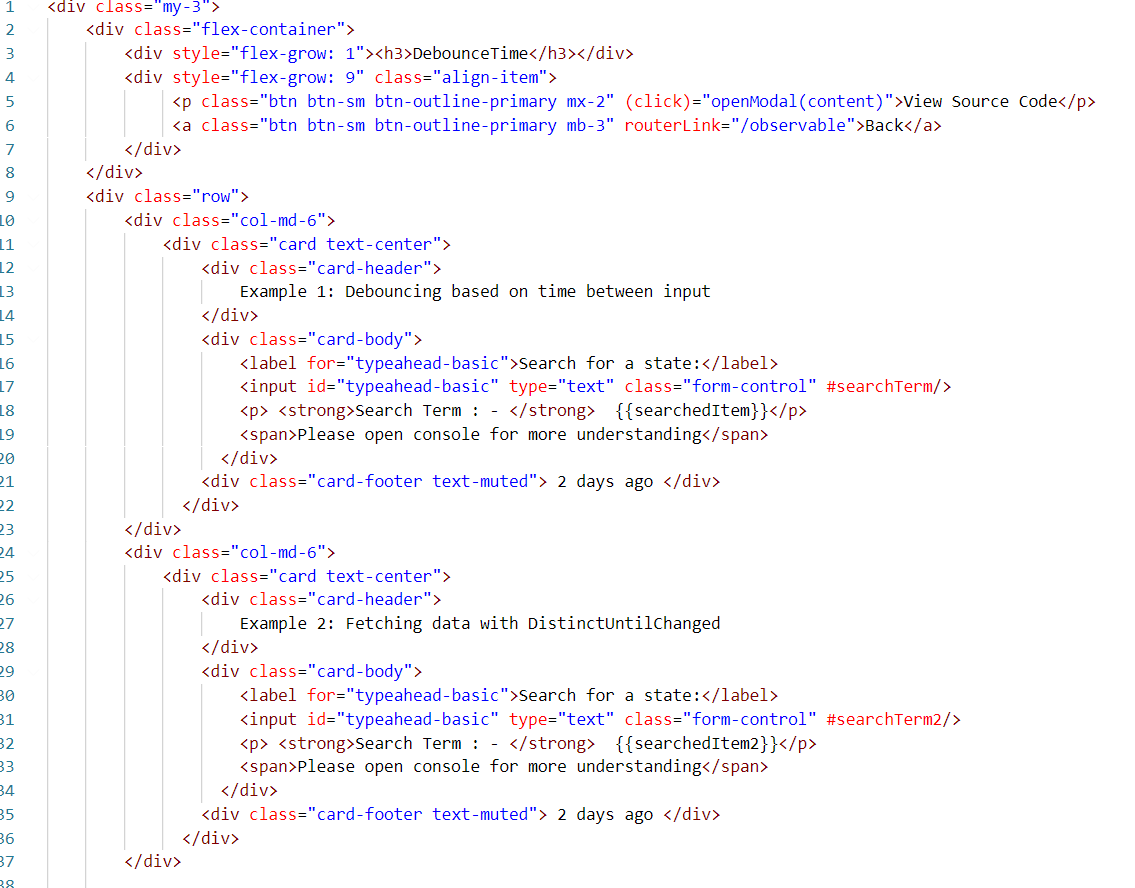 1 <div class="my-3">
2 <div class="flex-container">
3 <div style="flex-grow: 1"><h3>DebounceTime</h3></div>
4 <div style="flex-grow: 9" class="align-item">
5 <p class="btn btn-sm btn-outline-primary mx-2" (click)="openModal(content)">View Source Code</p>
6 <a class="btn btn-sm btn-outline-primary mb-3" routerLink="/observable">Back</a>
7 </div>
8 </div>
9 <div class="row">
10 <div class="col-md-6">
11 <div class="card text-center">
12 <div class="card-header">
13 Example 1: Debouncing based on time between input
14 </div>
15 <div class="card-body">
16 <label for="typeahead-basic">Search for a state:</label>
17 <input id="typeahead-basic" type="text" class="form-control" #searchTerm/>
18 <p> <strong>Search Term : - </strong>  {{searchedItem}}</p>
19 <span>Please open console for more understanding</span>
20 </div>
21 <div class="card-footer text-muted"> 2 days ago </div>
22 </div>
23 </div>
24 <div class="col-md-6">
25 <div class="card text-center">
26 <div class="card-header">
27 Example 2: Fetching data with DistinctUntilChanged
28 </div>
29 <div class="card-body">
30 <label for="typeahead-basic">Search for a state:</label>
31 <input id="typeahead-basic" type="text" class="form-control" #searchTerm2/>
32 <p> <strong>Search Term : - </strong>  {{searchedItem2}}</p>
33 <span>Please open console for more understanding</span>
34 </div>
35 <div class="card-footer text-muted"> 2 days ago </div>
36 </div>
37 </div>
38